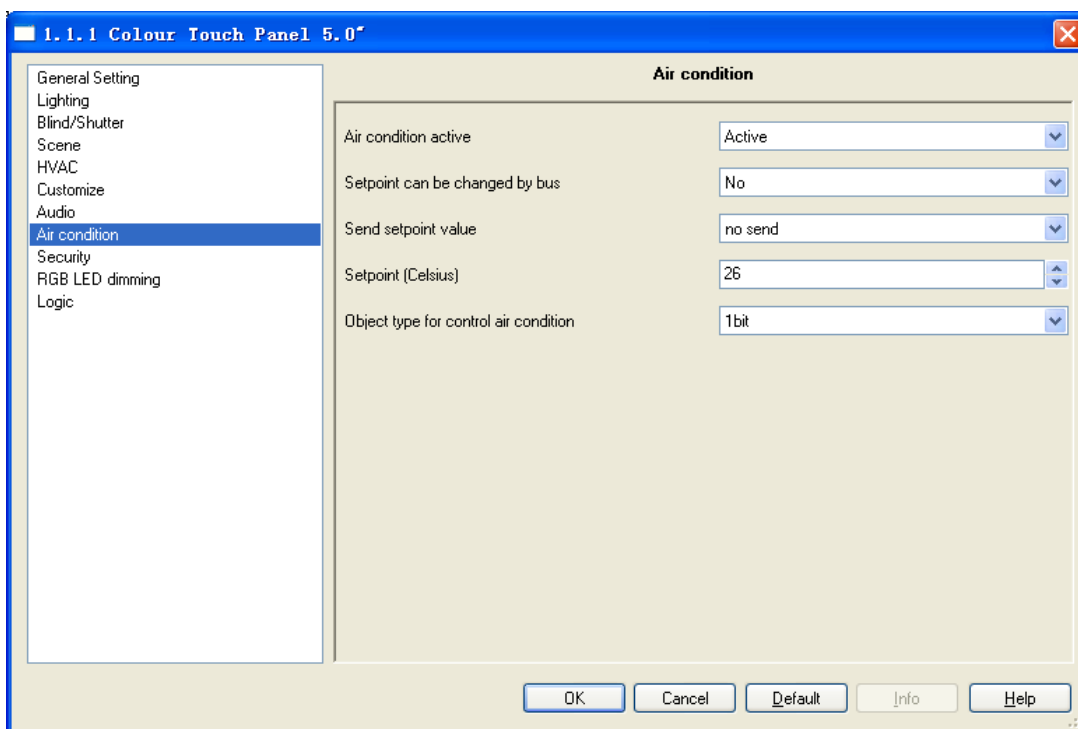 1.1.1 Colour Touch Panel 5.0"
General Setting
Lighting
Blind/Shutter
Scene
HVAC
Customize
Audio
Air condition
Security
RGB LED dimming
Logic
Air condition
Air condition active Active
Setpoint can be changed by bus No
Send setpoint value no send
Setpoint (Celsius) 26
Object type for control air condition 1bit
OK Cancel Default Info Help